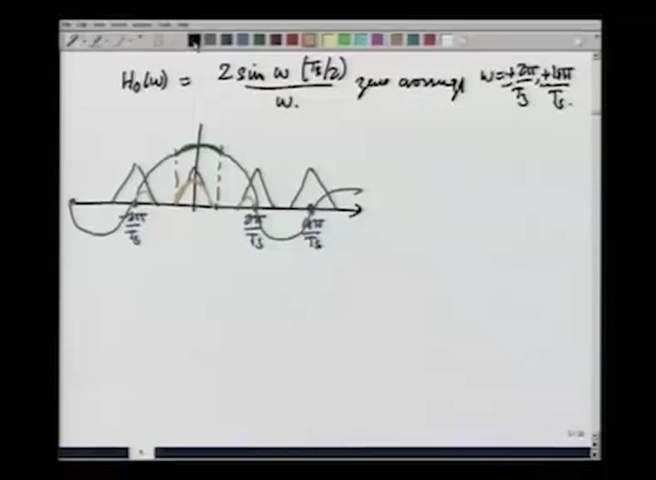 H₀(ω) = 2 sin ω (Ts/2) / ω. zero crossings ω = ±2π/Ts, ±4π/Ts.
-2π/Ts 2π/Ts 4π/Ts